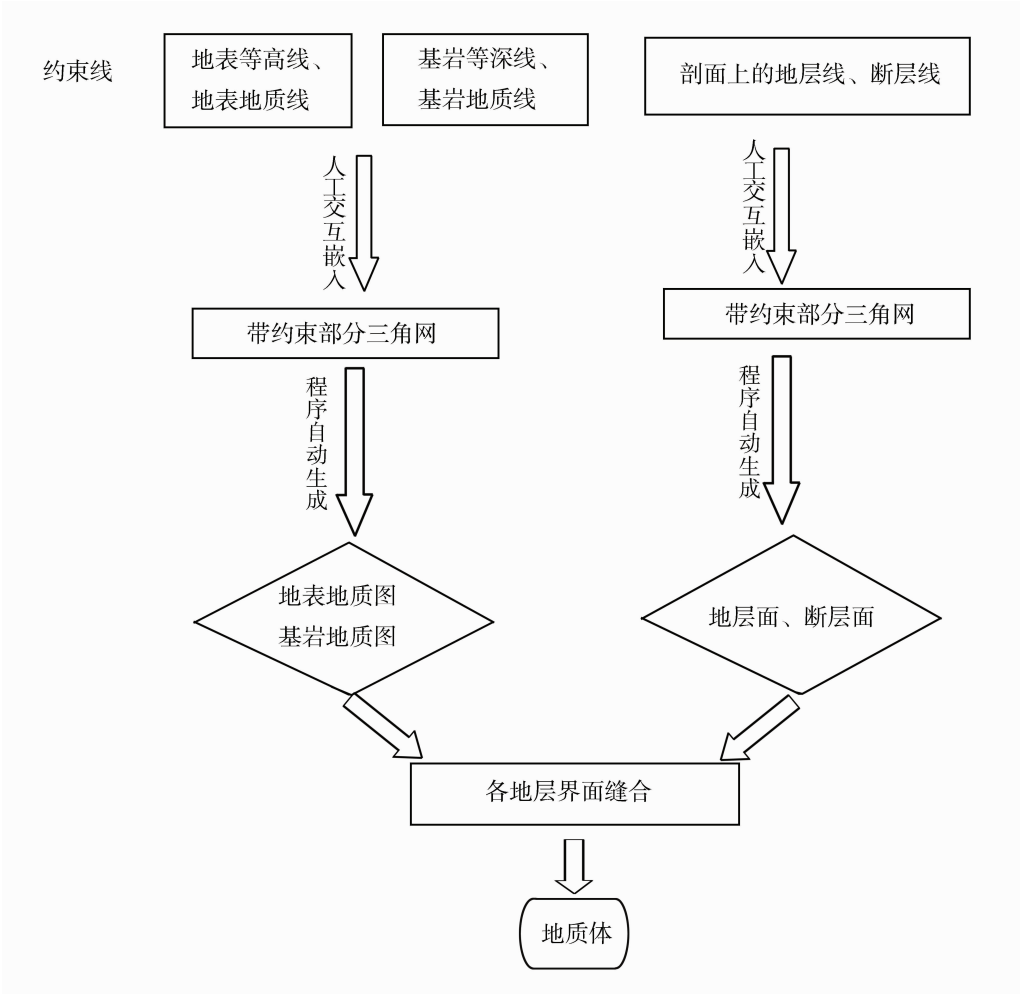 约束线
地表等高线、
地表地质线
基岩等深线、
基岩地质线
剖面上的地层线、断层线
人工交互嵌入
人工交互嵌入
带约束部分三角网
带约束部分三角网
程序自动生成
程序自动生成
地表地质图
基岩地质图
地层面、断层面
各地层界面缝合
地质体